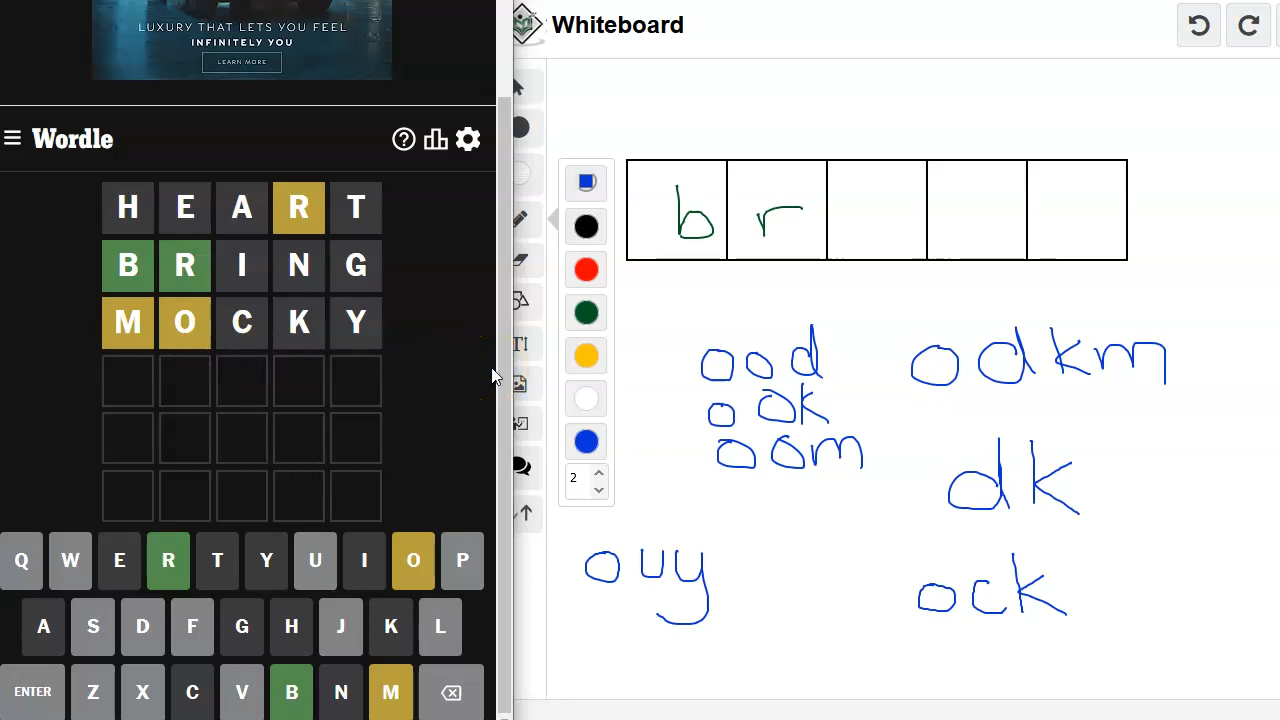 LUXURY THAT LETS YOU FEEL
INFINITELY YOU
LEARN MORE
Wordle
H E A R T
B R I N G
M O C K Y
Q W E R T Y U I O P
A S D F G H J K L
ENTER Z X C V B N M
Whiteboard
2
b r
ood
odkm
ook
oom
dk
ouy
ock